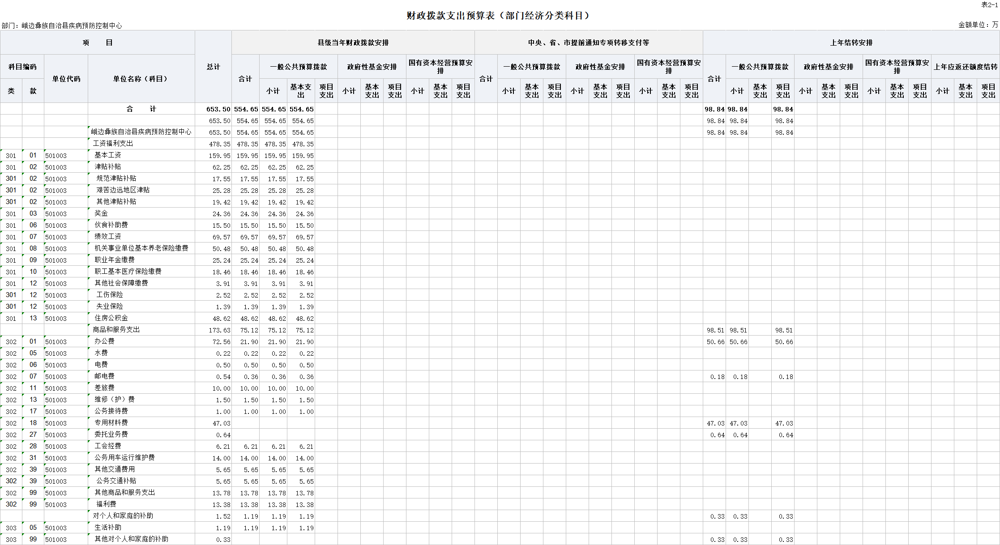 表2-1
财政拨款支出预算表（部门经济分类科目）
部门：峨边彝族自治县疾病预防控制中心 金额单位：万
项 目 总计 县级当年财政拨款安排 中央、省、市提前通知专项转移支付等 上年结转安排
科目编码 单位代码 单位名称（科目） 合计 一般公共预算拨款 政府性基金安排 国有资本经营预算安排 合计 一般公共预算拨款 政府性基金安排 国有资本经营预算安排 合计 一般公共预算拨款 政府性基金安排 国有资本经营预算安排 上年应返还额度结转
类 款 小计 基本支出 项目支出 小计 基本支出 项目支出 小计 基本支出 项目支出 小计 基本支出 项目支出 小计 基本支出 项目支出 小计 基本支出 项目支出 小计 基本支出 项目支出 小计 基本支出 项目支出 小计 基本支出 项目支出 小计 基本支出 项目支出
合 计 653.50 554.65 554.65 554.65 98.84 98.84 98.84
653.50 554.65 554.65 554.65 98.84 98.84 98.84
峨边彝族自治县疾病预防控制中心 653.50 554.65 554.65 554.65 98.84 98.84 98.84
工资福利支出 478.35 478.35 478.35 478.35
301 01 501003 基本工资 159.95 159.95 159.95 159.95
301 02 501003 津贴补贴 62.25 62.25 62.25 62.25
301 02 501003 规范津贴补贴 17.55 17.55 17.55 17.55
301 02 501003 艰苦边远地区津贴 25.28 25.28 25.28 25.28
301 02 501003 其他津贴补贴 19.42 19.42 19.42 19.42
301 03 501003 奖金 24.36 24.36 24.36 24.36
301 06 501003 伙食补助费 15.50 15.50 15.50 15.50
301 07 501003 绩效工资 69.57 69.57 69.57 69.57
301 08 501003 机关事业单位基本养老保险缴费 50.48 50.48 50.48 50.48
301 09 501003 职业年金缴费 25.24 25.24 25.24 25.24
301 10 501003 职工基本医疗保险缴费 18.46 18.46 18.46 18.46
301 12 501003 其他社会保障缴费 3.91 3.91 3.91 3.91
301 12 501003 工伤保险 2.52 2.52 2.52 2.52
301 12 501003 失业保险 1.39 1.39 1.39 1.39
301 13 501003 住房公积金 48.62 48.62 48.62 48.62
商品和服务支出 173.63 75.12 75.12 75.12 98.51 98.51 98.51
302 01 501003 办公费 72.56 21.90 21.90 21.90 50.66 50.66 50.66
302 05 501003 水费 0.22 0.22 0.22 0.22
302 06 501003 电费 0.50 0.50 0.50 0.50
302 07 501003 邮电费 0.54 0.36 0.36 0.36 0.18 0.18 0.18
302 11 501003 差旅费 10.00 10.00 10.00 10.00
302 13 501003 维修（护）费 1.50 1.50 1.50 1.50
302 17 501003 公务接待费 1.00 1.00 1.00 1.00
302 18 501003 专用材料费 47.03 47.03 47.03 47.03
302 27 501003 委托业务费 0.64 0.64 0.64 0.64
302 28 501003 工会经费 6.21 6.21 6.21 6.21
302 31 501003 公务用车运行维护费 14.00 14.00 14.00 14.00
302 39 501003 其他交通费用 5.65 5.65 5.65 5.65
302 39 501003 公务交通补贴 5.65 5.65 5.65 5.65
302 99 501003 其他商品和服务支出 13.78 13.78 13.78 13.78
302 99 501003 福利费 13.38 13.38 13.38 13.38
对个人和家庭的补助 1.52 1.19 1.19 1.19 0.33 0.33 0.33
303 05 501003 生活补助 1.19 1.19 1.19 1.19
303 99 501003 其他对个人和家庭的补助 0.33 0.33 0.33 0.33